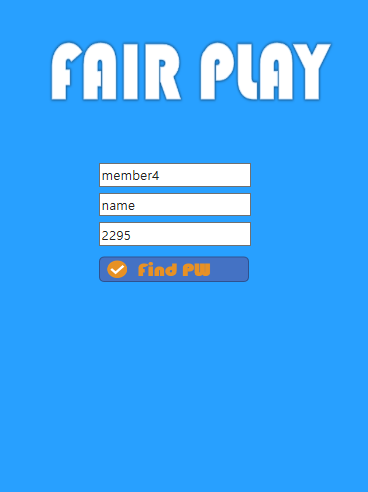 FAIR PLAY
member4
name
2295
Find PW